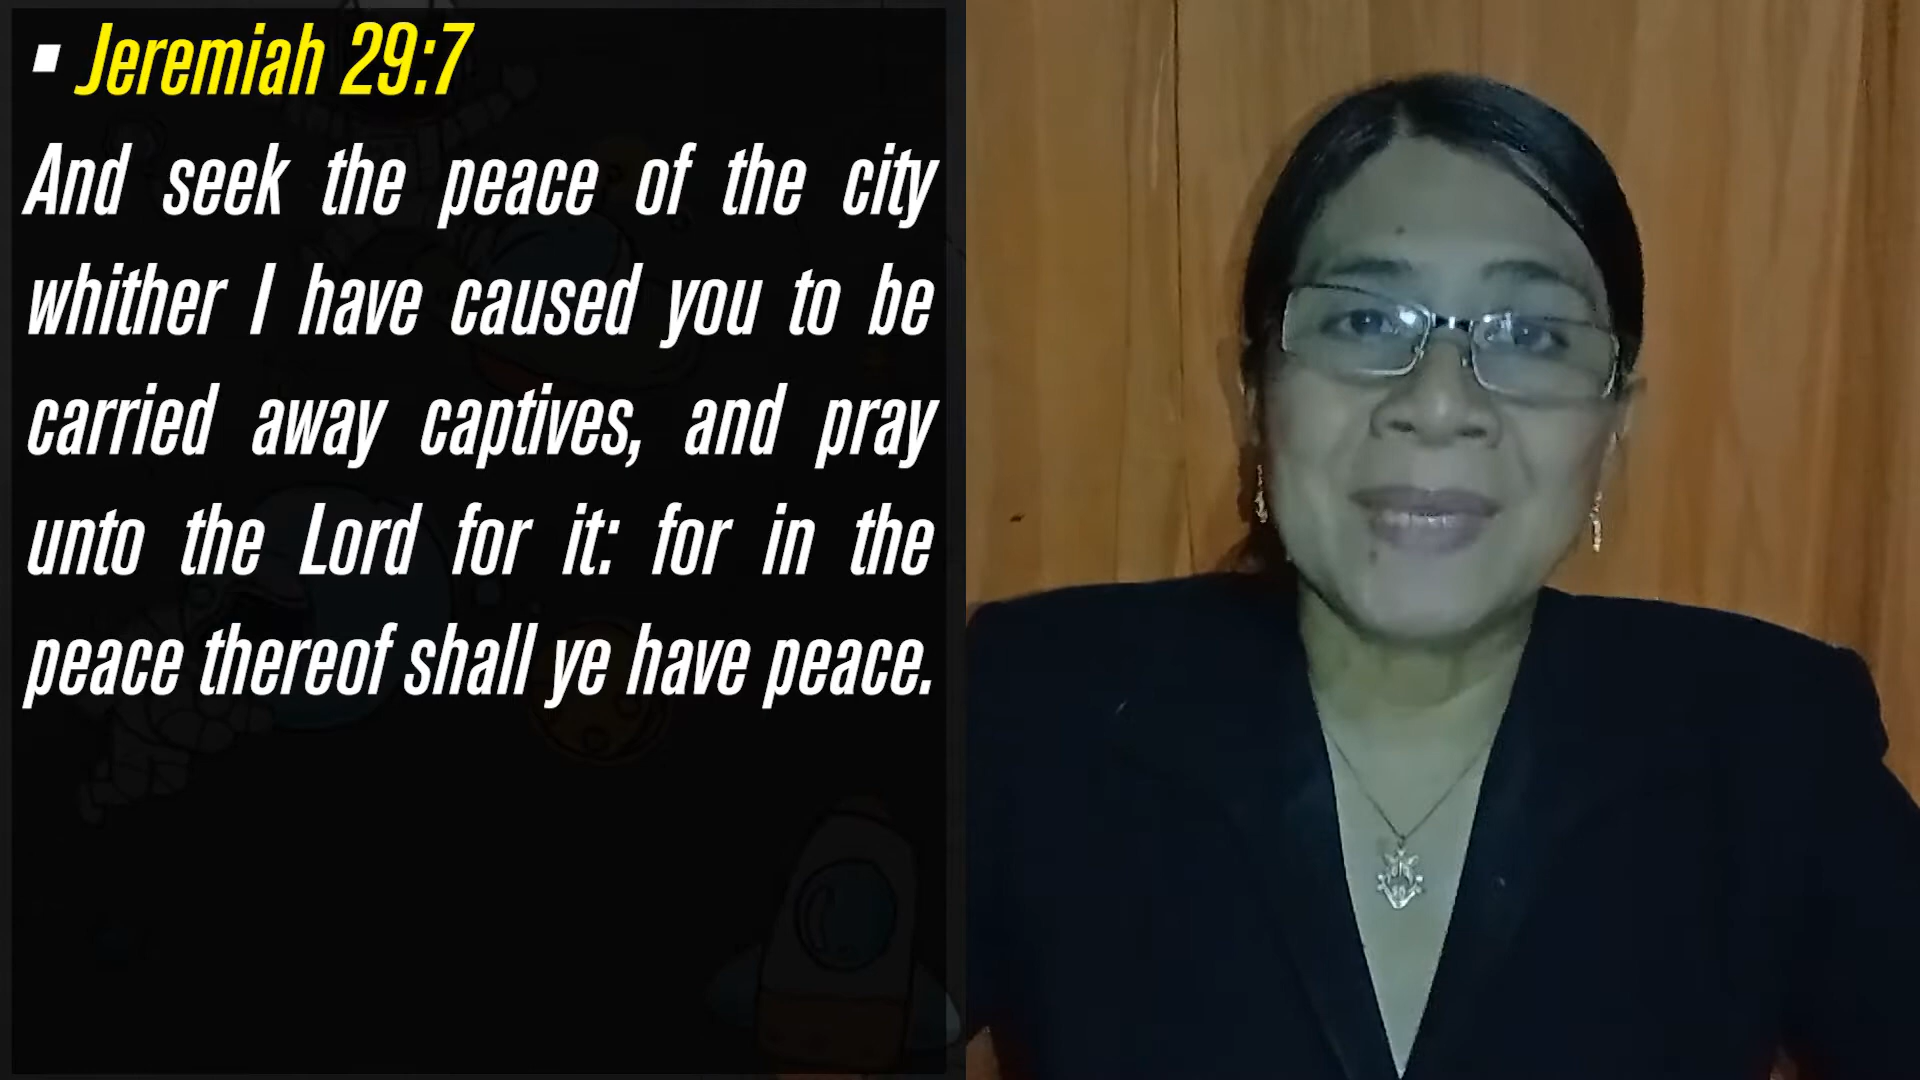 ▪ Jeremiah 29:7
And seek the peace of the city
whither I have caused you to be
carried away captives, and pray
unto the Lord for it: for in the
peace thereof shall ye have peace.